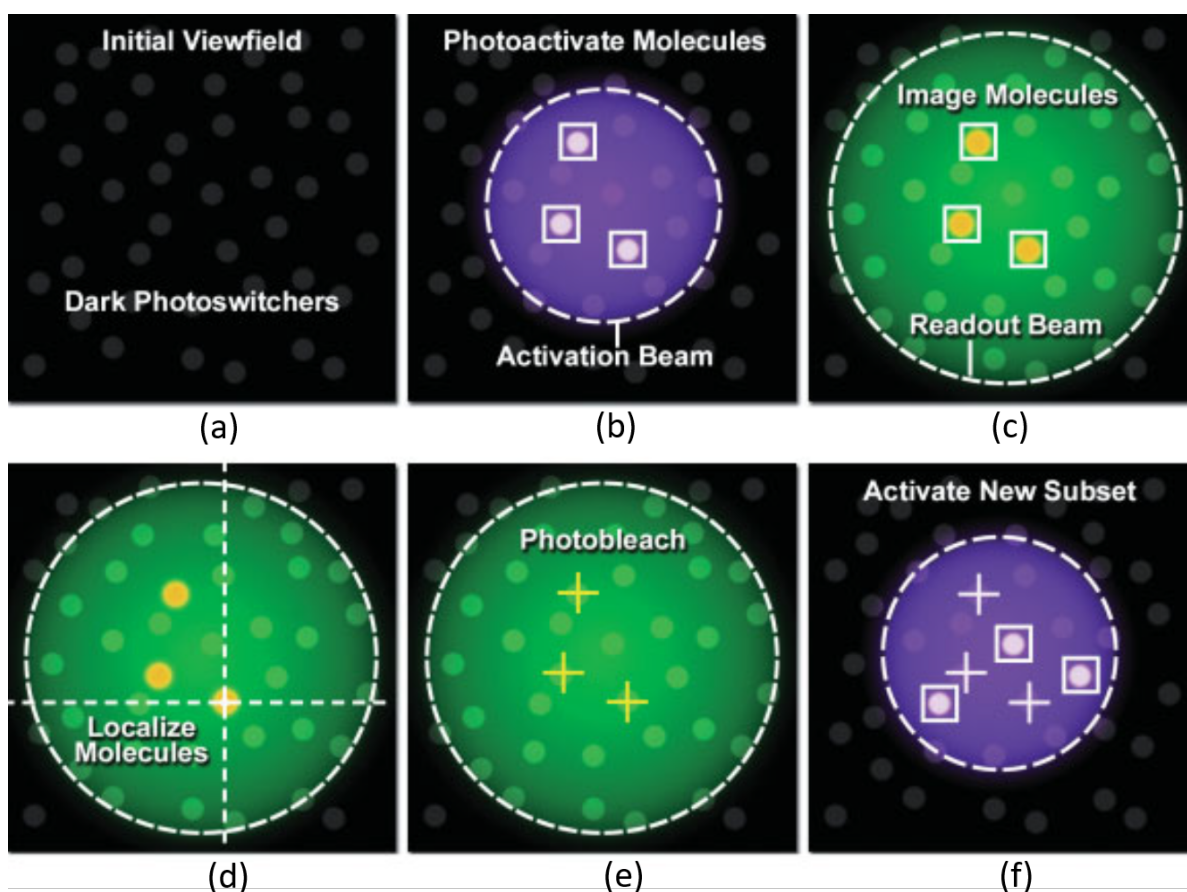 Initial Viewfield
Dark Photoswitchers
(a)
Photoactivate Molecules
Activation Beam
(b)
Image Molecules
Readout Beam
(c)
Localize
Molecules
(d)
Photobleach
(e)
Activate New Subset
(f)